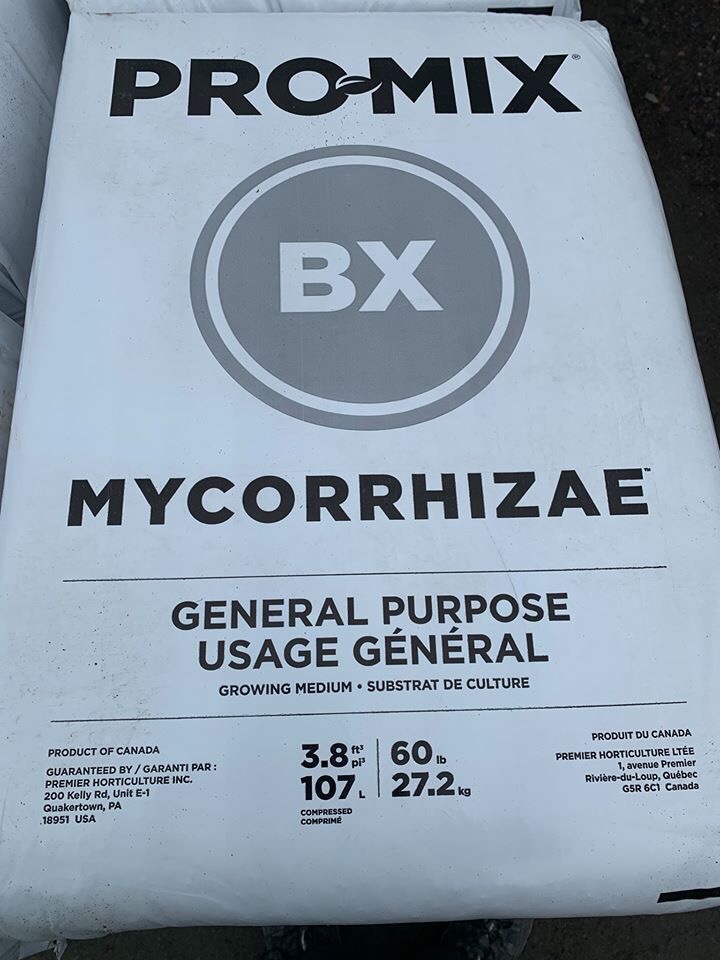 PRO-MIX®
BX
MYCORRHIZAE™
GENERAL PURPOSE
USAGE GÉNÉRAL
GROWING MEDIUM • SUBSTRAT DE CULTURE
PRODUCT OF CANADA
GUARANTEED BY / GARANTI PAR :
PREMIER HORTICULTURE INC.
200 Kelly Rd, Unit E-1
Quakertown, PA
18951 USA
3.8 ft³ pi³
107 L
COMPRESSED
COMPRIMÉ
60 lb
27.2 kg
PRODUIT DU CANADA
PREMIER HORTICULTURE LTÉE
1, avenue Premier
Rivière-du-Loup, Québec
G5R 6C1 Canada